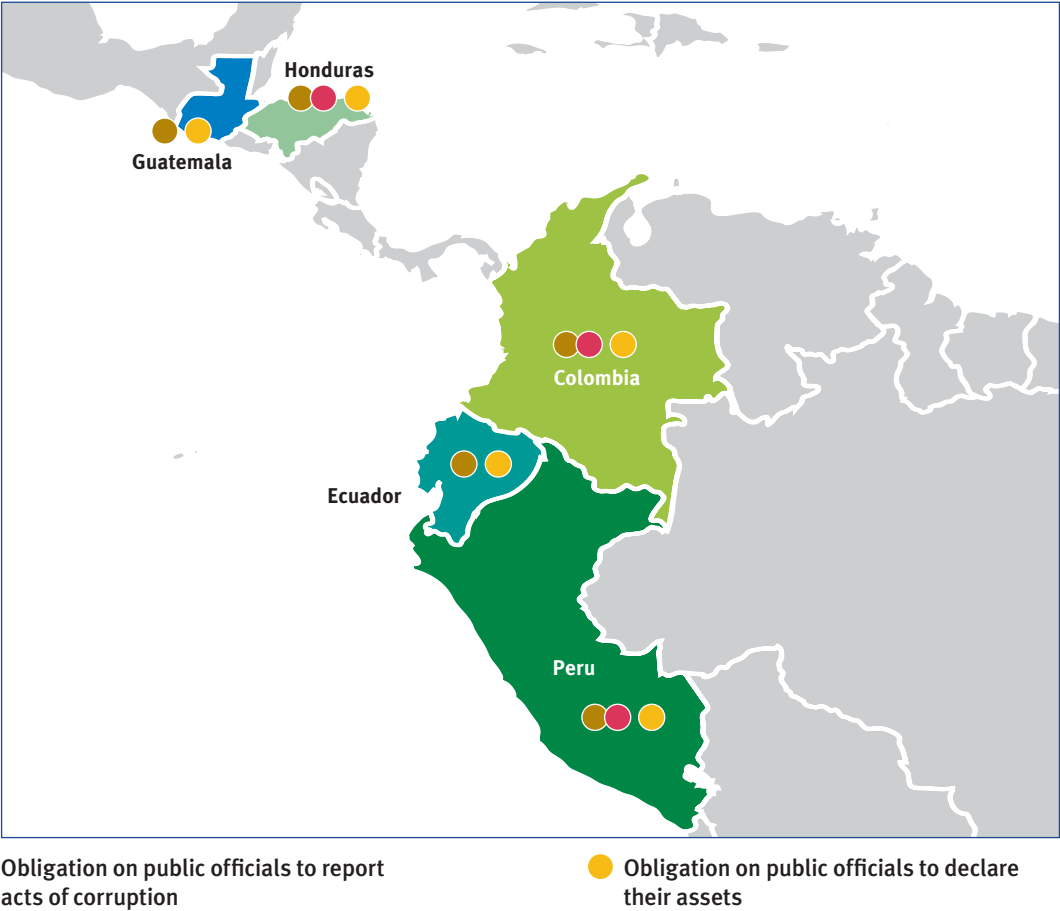 Honduras
Guatemala
Colombia
Ecuador
Peru
Obligation on public officials to report
acts of corruption
Obligation on public officials to declare
their assets